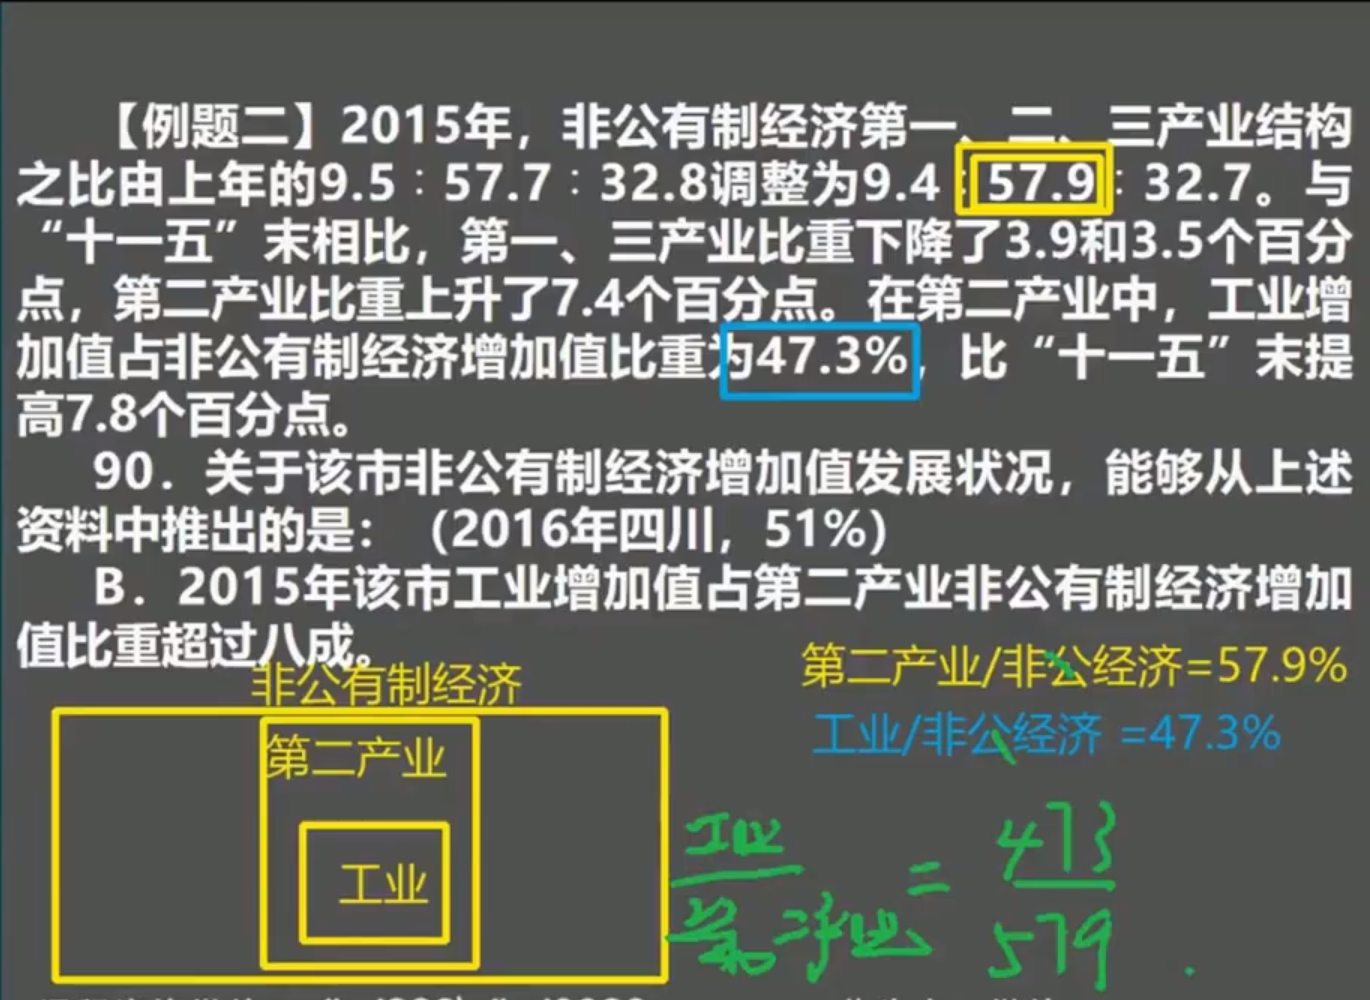 【例题二】2015年，非公有制经济第一、二、三产业结构
之比由上年的9.5：57.7：32.8调整为9.4：57.9：32.7。与
“十一五”末相比，第一、三产业比重下降了3.9和3.5个百分
点，第二产业比重上升了7.4个百分点。在第二产业中，工业增
加值占非公有制经济增加值比重为47.3%，比“十一五”末提
高7.8个百分点。
90．关于该市非公有制经济增加值发展状况，能够从上述
资料中推出的是：（2016年四川，51%）
B．2015年该市工业增加值占第二产业非公有制经济增加
值比重超过八成。
非公有制经济
第二产业/非公经济=57.9%
工业/非公经济 =47.3%
第二产业
工业
工业
第二产业
=
473
579